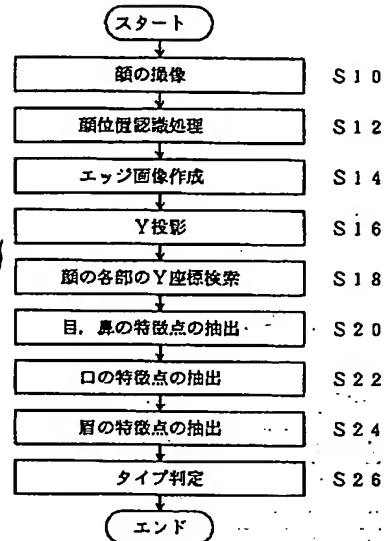 スタート
顔の撮像 S10
顔位置認識処理 S12
エッジ画像作成 S14
Y投影 S16
顔の各部のY座標検索 S18
目，鼻の特徴点の抽出 S20
口の特徴点の抽出 S22
眉の特徴点の抽出 S24
タイプ判定 S26
エンド